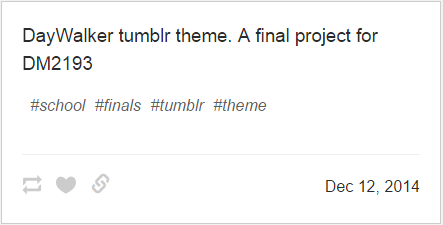 DayWalker tumblr theme. A final project for
DM2193
#school #finals #tumblr #theme
Dec 12, 2014